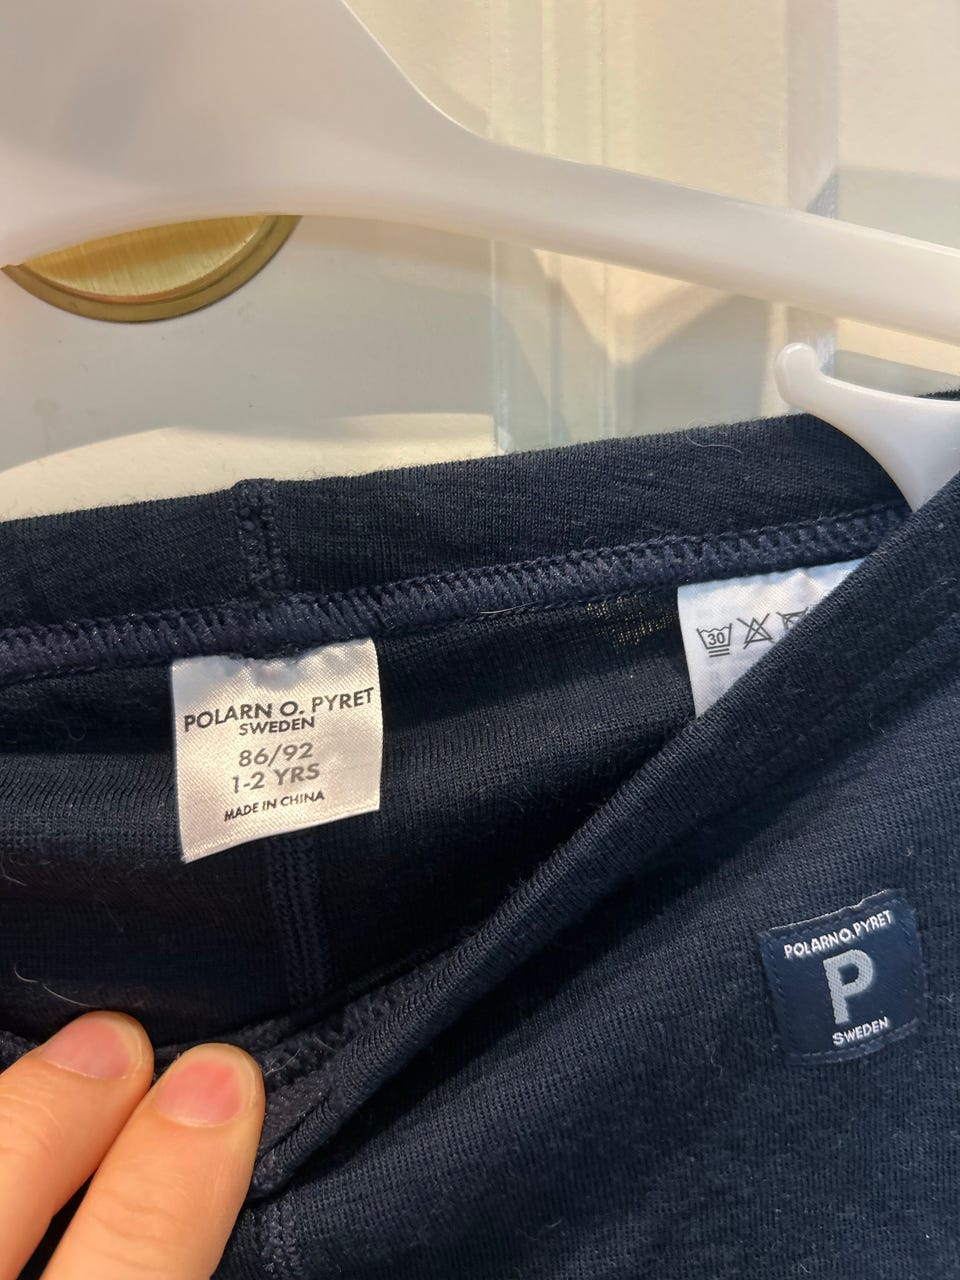 POLARN O. PYRET
SWEDEN
86/92
1-2 YRS
MADE IN CHINA
30
POLARN O. PYRET
P
SWEDEN